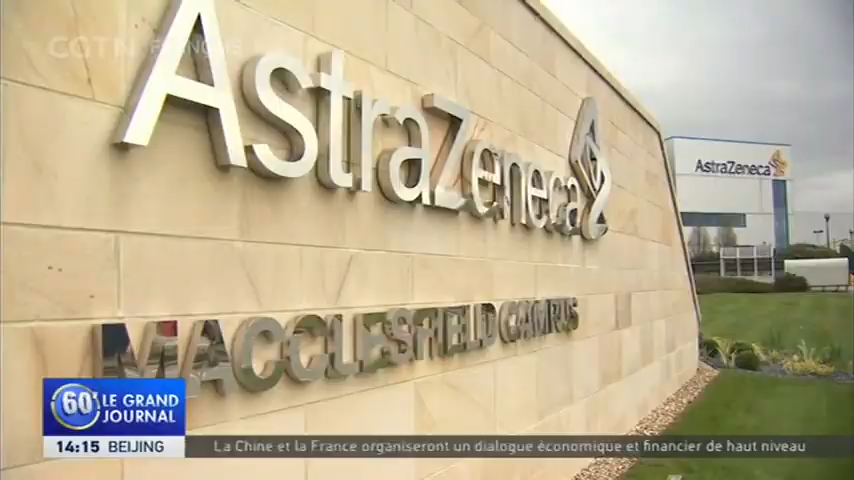 CGTN Français
AstraZeneca
AstraZeneca
MACCLESFIELD CAMPUS
60' LE GRAND
JOURNAL
14:15 BEIJING
La Chine et la France organiseront un dialogue économique et financier de haut niveau